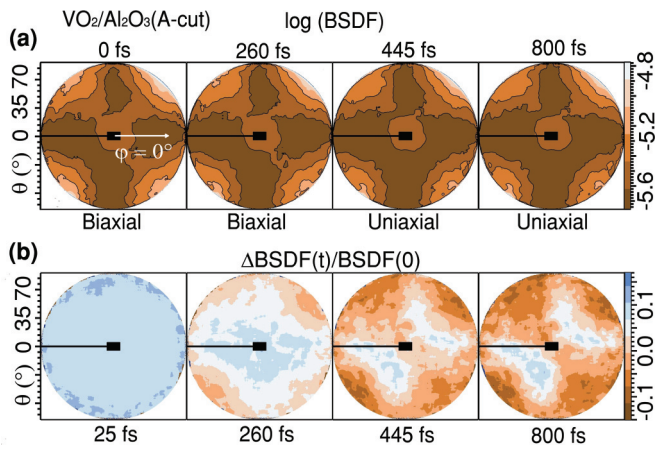 VO₂/Al₂O₃(A-cut) log (BSDF)
(a) 0 fs 260 fs 445 fs 800 fs
θ (°) 0 35 70
φ = 0°
-4.8
-5.2
-5.6
Biaxial Biaxial Uniaxial Uniaxial
(b) ΔBSDF(t)/BSDF(0)
θ (°) 0 35 70
0.1
0.0
-0.1
25 fs 260 fs 445 fs 800 fs